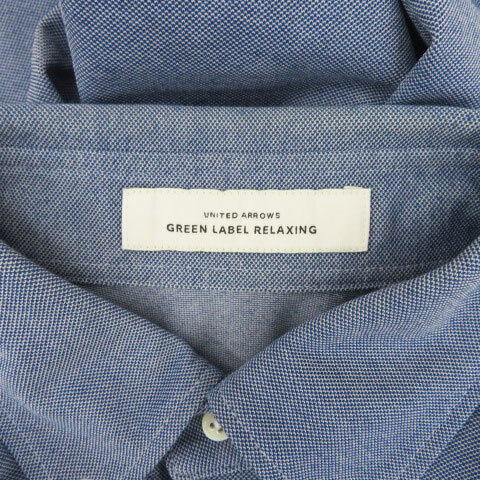 UNITED ARROWS
GREEN LABEL RELAXING